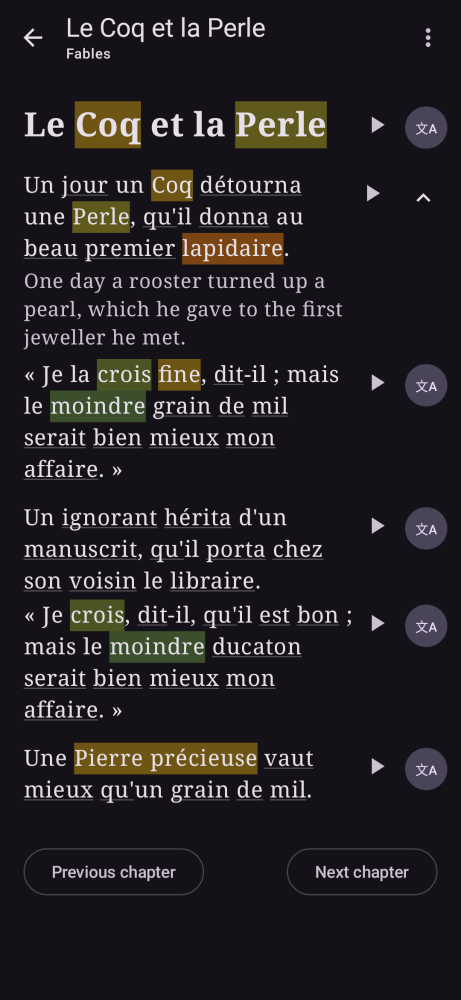 Le Coq et la Perle
Fables
Le Coq et la Perle
文A
Un jour un Coq détourna
une Perle, qu'il donna au
beau premier lapidaire.
One day a rooster turned up a
pearl, which he gave to the first
jeweller he met.
« Je la crois fine, dit-il ; mais
文A
le moindre grain de mil
serait bien mieux mon
affaire. »
Un ignorant hérita d'un
文A
manuscrit, qu'il porta chez
son voisin le libraire.
« Je crois, dit-il, qu'il est bon ;
文A
mais le moindre ducaton
serait bien mieux mon
affaire. »
Une Pierre précieuse vaut
文A
mieux qu'un grain de mil.
Previous chapter
Next chapter